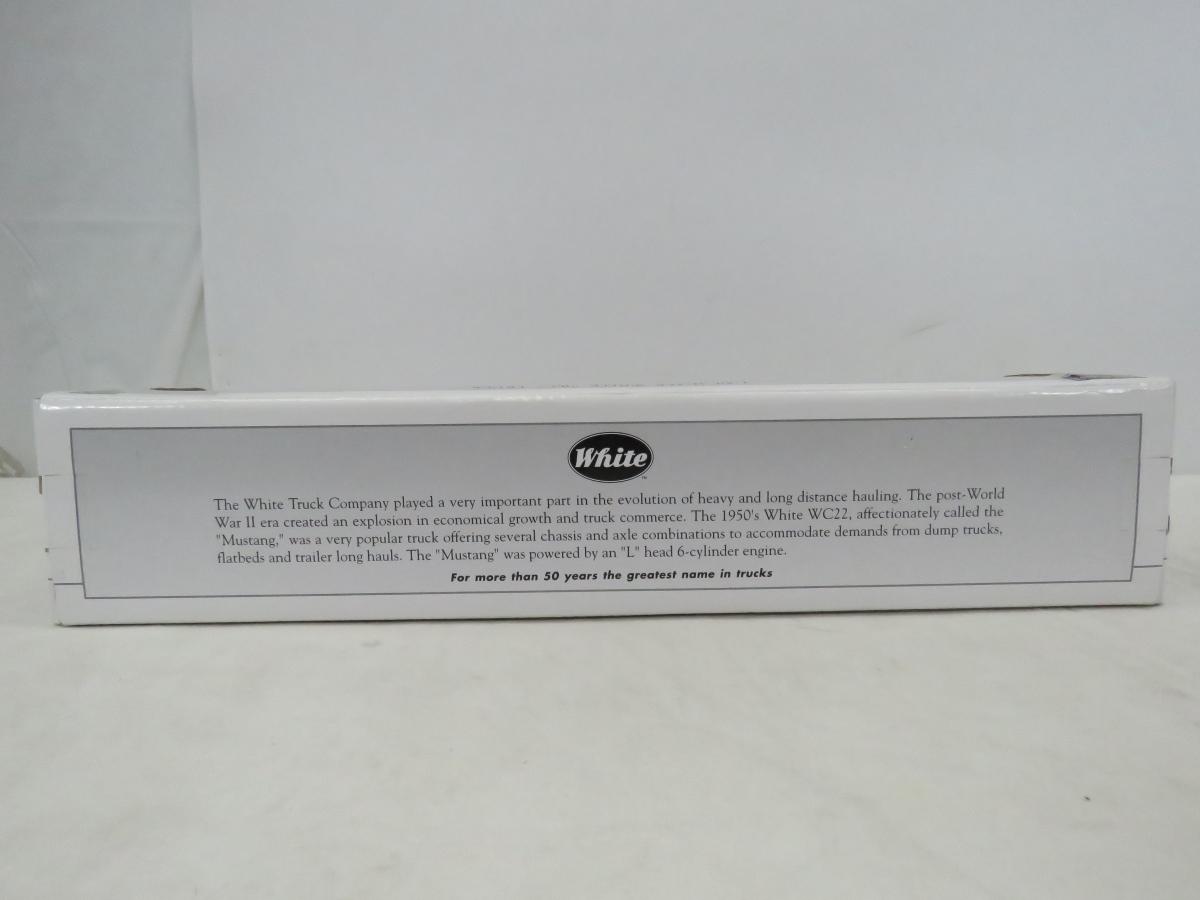 White
TM
The White Truck Company played a very important part in the evolution of heavy and long distance hauling. The post-World
War II era created an explosion in economical growth and truck commerce. The 1950's White WC22, affectionately called the
"Mustang," was a very popular truck offering several chassis and axle combinations to accommodate demands from dump trucks,
flatbeds and trailer long hauls. The "Mustang" was powered by an "L" head 6-cylinder engine.
For more than 50 years the greatest name in trucks